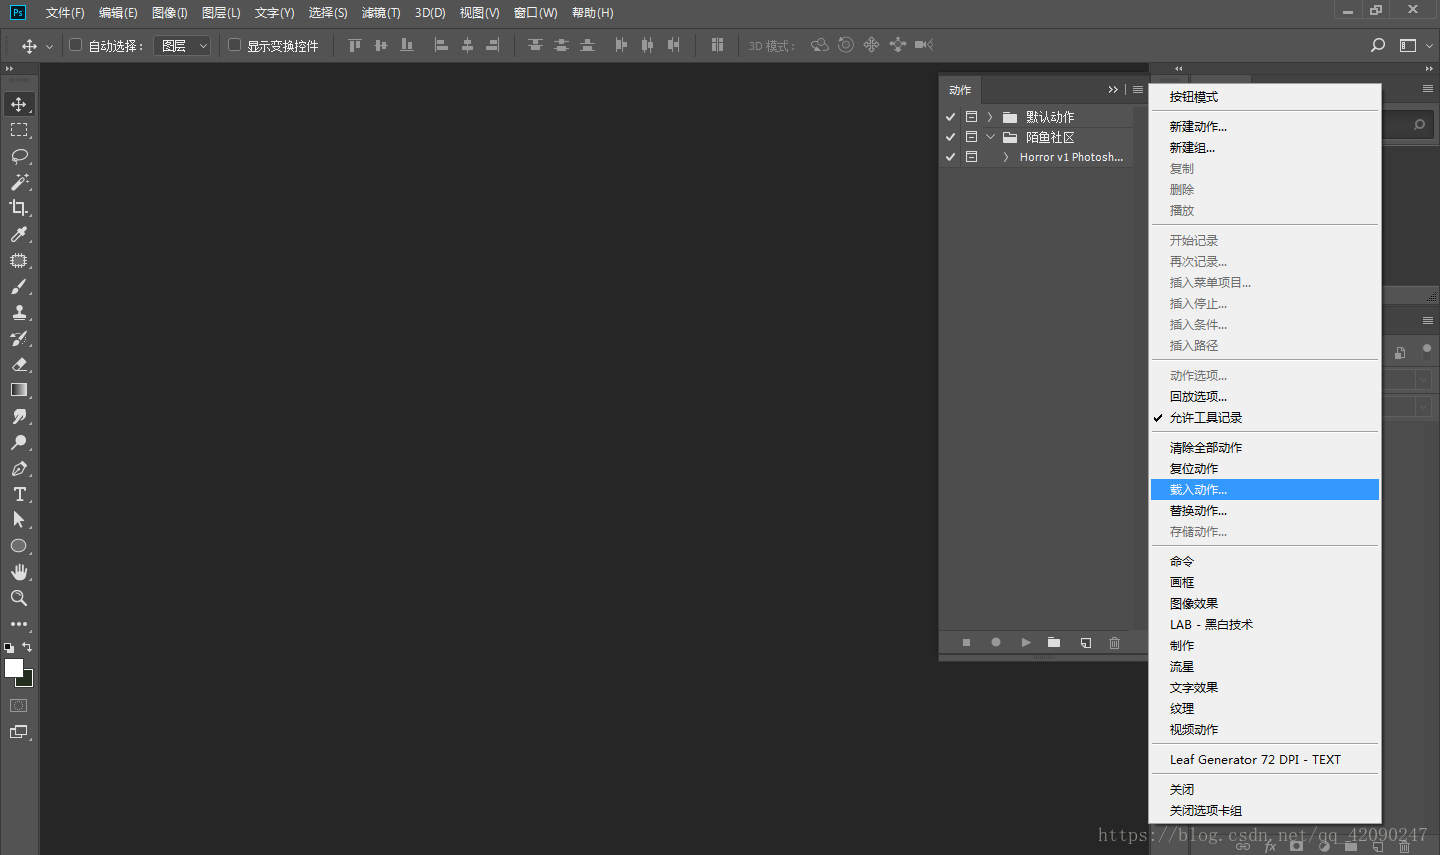 Ps 文件(F) 编辑(E) 图像(I) 图层(L) 文字(Y) 选择(S) 滤镜(T) 3D(D) 视图(V) 窗口(W) 帮助(H)
自动选择： 图层 显示变换控件 3D 模式：
动作
默认动作
陌鱼社区
Horror v1 Photosh...
按钮模式
新建动作...
新建组...
复制
删除
播放
开始记录
再次记录...
插入菜单项目...
插入停止...
插入条件...
插入路径
动作选项...
回放选项...
允许工具记录
清除全部动作
复位动作
载入动作...
替换动作...
存储动作...
命令
画框
图像效果
LAB - 黑白技术
制作
流星
文字效果
纹理
视频动作
Leaf Generator 72 DPI - TEXT
关闭
关闭选项卡组
https://blog.csdn.net/qq_42090247
fx